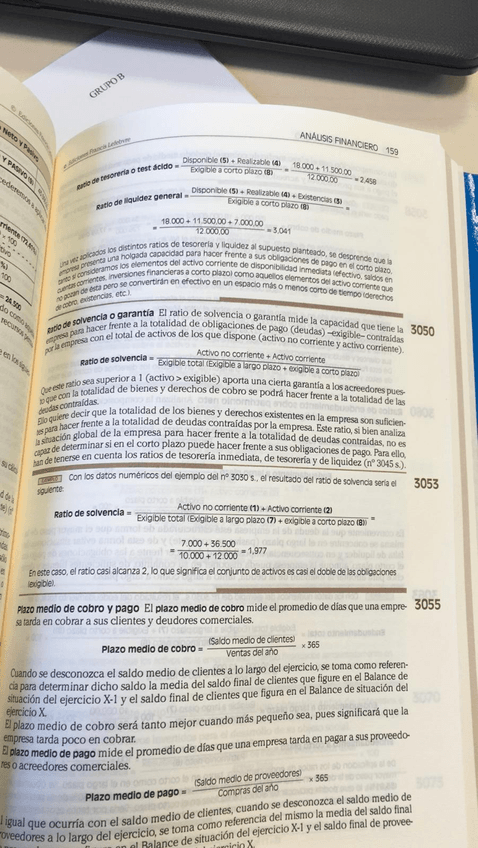 GRUPO B
© Ediciones Francis Lefebvre
ANÁLISIS FINANCIERO 159
Ratio de tesorería o test ácido = Disponible (5) + Realizable (4) / Exigible a corto plazo (8) = 18.000 + 11.500,00 / 12.000,00 = 2,458
Ratio de liquidez general = Disponible (5) + Realizable (4) + Existencias (3) / Exigible a corto plazo (8) =
= 18.000 + 11.500,00 + 7.000,00 / 12.000,00 = 3,041
Una vez aplicados los distintos ratios de tesorería y liquidez al supuesto planteado, se desprende que la
empresa presenta una holgada capacidad para hacer frente a sus obligaciones de pago en el corto plazo,
tanto si consideramos los elementos del activo corriente de disponibilidad inmediata (efectivo, saldos en
cuentas corrientes, inversiones financieras a corto plazo) como aquellos elementos del activo corriente que
no gozan de ésta pero se convertirán en efectivo en un espacio más o menos corto de tiempo (derechos
de cobro, existencias, etc.).
Ratio de solvencia o garantía El ratio de solvencia o garantía mide la capacidad que tiene la 3050
empresa para hacer frente a la totalidad de obligaciones de pago (deudas) –exigible– contraídas
por la empresa con el total de activos de los que dispone (activo no corriente y activo corriente).
Ratio de solvencia = Activo no corriente + Activo corriente / Exigible total (Exigible a largo plazo + exigible a corto plazo)
Que este ratio sea superior a 1 (activo > exigible) aporta una cierta garantía a los acreedores pues-
to que con la totalidad de bienes y derechos de cobro se podrá hacer frente a la totalidad de las
deudas contraídas.
Ello quiere decir que la totalidad de los bienes y derechos existentes en la empresa son suficien-
tes para hacer frente a la totalidad de deudas contraídas por la empresa. Este ratio, si bien analiza
la situación global de la empresa para hacer frente a la totalidad de deudas contraídas, no es
capaz de determinar si en el corto plazo puede hacer frente a sus obligaciones de pago. Para ello,
han de tenerse en cuenta los ratios de tesorería inmediata, de tesorería y de liquidez (nº 3045 s.).
Con los datos numéricos del ejemplo del nº 3030 s., el resultado del ratio de solvencia sería el 3053
siguiente:
Ratio de solvencia = Activo no corriente (1) + Activo corriente (2) / Exigible total (Exigible a largo plazo (7) + exigible a corto plazo (8)) =
= 7.000 + 36.500 / 10.000 + 12.000 = 1,977
En este caso, el ratio casi alcanza 2, lo que significa el conjunto de activos es casi el doble de las obligaciones
(exigible).
Plazo medio de cobro y pago El plazo medio de cobro mide el promedio de días que una empre- 3055
sa tarda en cobrar a sus clientes y deudores comerciales.
Plazo medio de cobro = (Saldo medio de clientes) / Ventas del año × 365
Cuando se desconozca el saldo medio de clientes a lo largo del ejercicio, se toma como referen-
cia para determinar dicho saldo la media del saldo final de clientes que figure en el Balance de
situación del ejercicio X-1 y el saldo final de clientes que figura en el Balance de situación del
ejercicio X.
El plazo medio de cobro será tanto mejor cuando más pequeño sea, pues significará que la
empresa tarda poco en cobrar.
El plazo medio de pago mide el promedio de días que una empresa tarda en pagar a sus proveedo-
res o acreedores comerciales.
Plazo medio de pago = (Saldo medio de proveedores) / Compras del año × 365
l igual que ocurría con el saldo medio de clientes, cuando se desconozca el saldo medio de
roveedores a lo largo del ejercicio, se toma como referencia del mismo la media del saldo final
en el Balance de situación del ejercicio X-1 y el saldo final de provee-
ejercicio X.